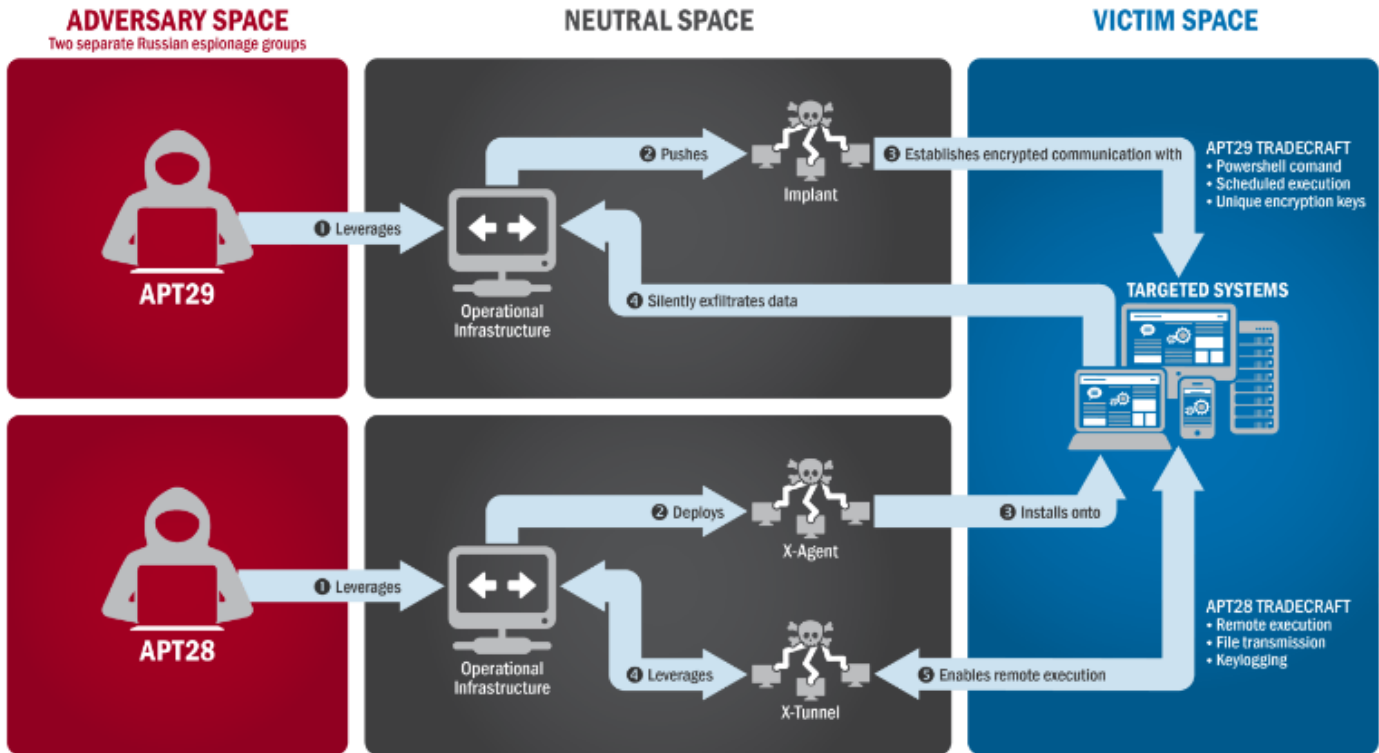 ADVERSARY SPACE
Two separate Russian espionage groups
NEUTRAL SPACE
VICTIM SPACE
❶ Leverages
APT29
Operational
Infrastructure
❷ Pushes
Implant
❸ Establishes encrypted communication with
❹ Silently exfiltrates data
APT29 TRADECRAFT
• Powershell comand
• Scheduled execution
• Unique encryption keys
TARGETED SYSTEMS
❶ Leverages
APT28
Operational
Infrastructure
❷ Deploys
X-Agent
❸ Installs onto
❹ Leverages
X-Tunnel
❺ Enables remote execution
APT28 TRADECRAFT
• Remote execution
• File transmission
• Keylogging